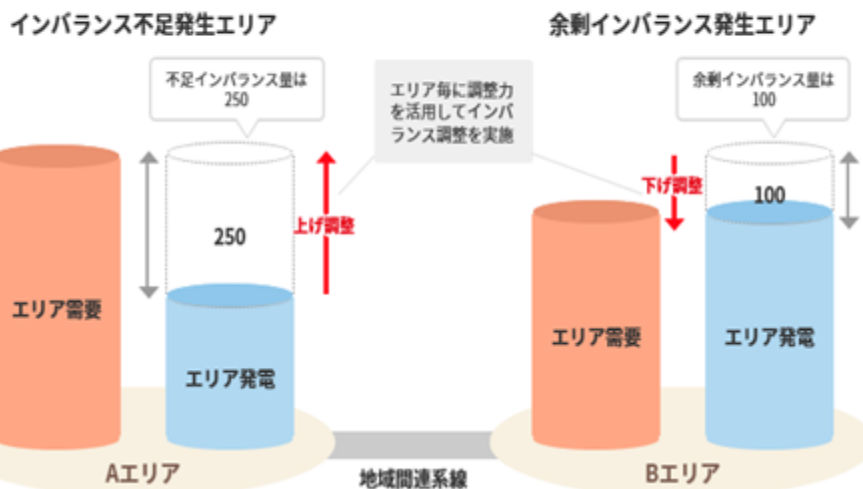 インバランス不足発生エリア
余剰インバランス発生エリア
不足インバランス量は
250
エリア毎に調整力
を活用してインバ
ランス調整を実施
余剰インバランス量は
100
下げ調整
100
上げ調整
250
エリア需要
エリア発電
エリア需要
エリア発電
Aエリア
地域間連系線
Bエリア